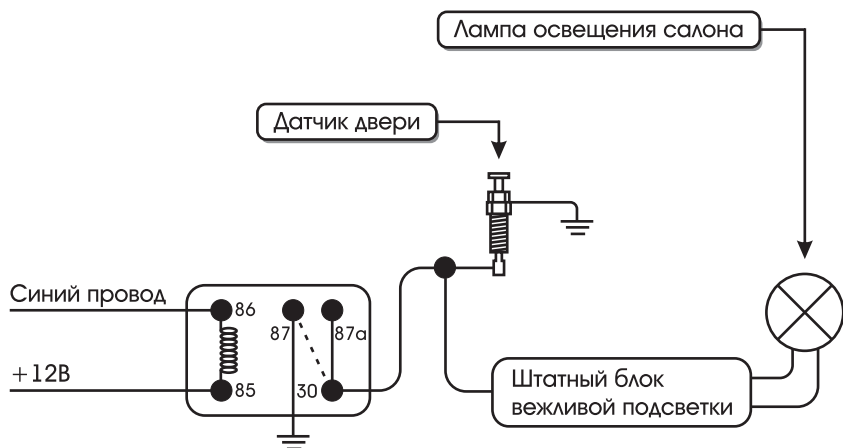 Лампа освещения салона
Датчик двери
Синий провод
86
87
87а
+12В
85
30
Штатный блок
вежливой подсветки